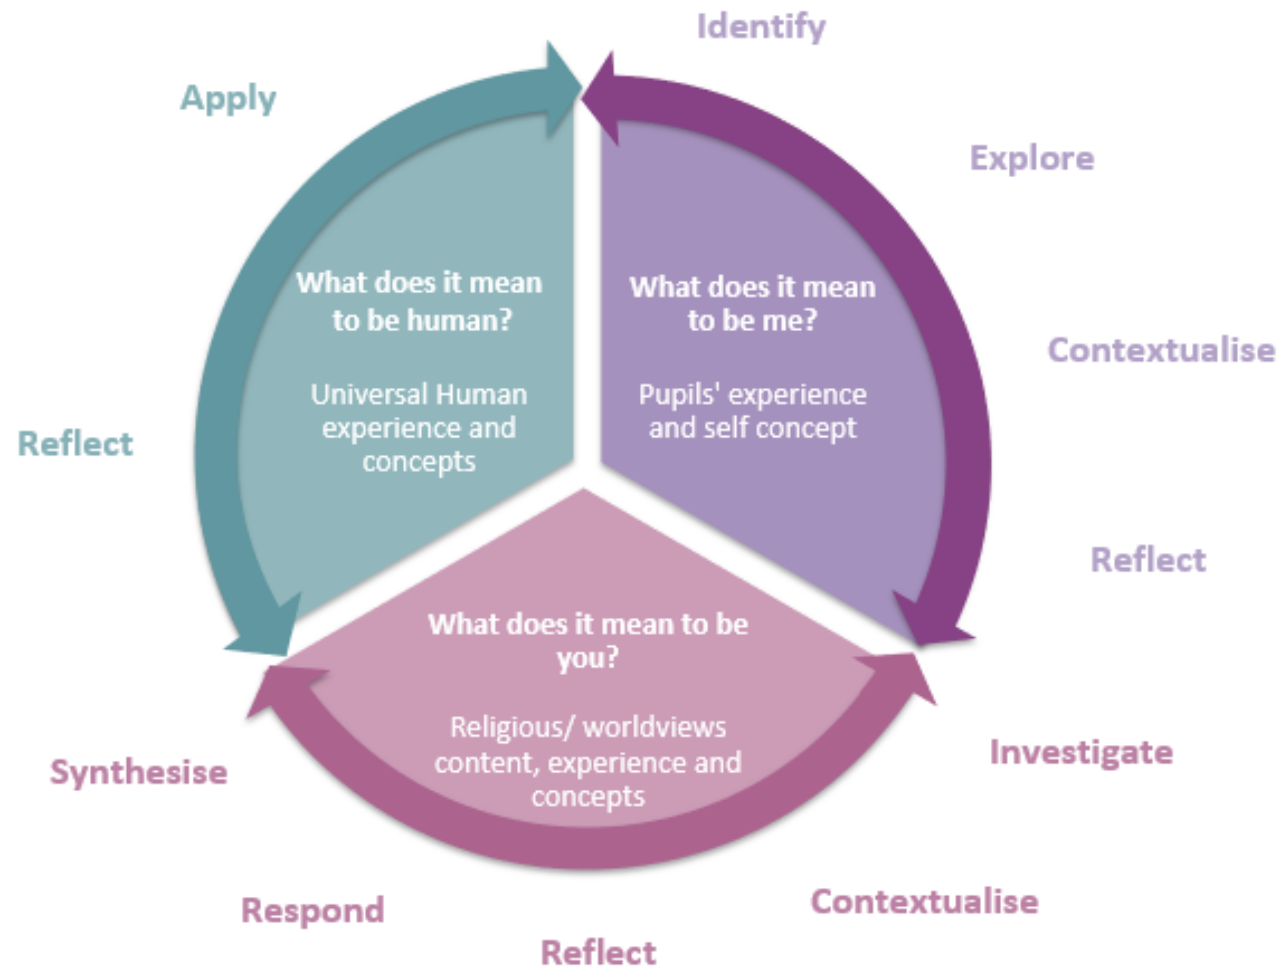 Identify
Apply
Explore
What does it mean
to be human?
Universal Human
experience and
concepts
What does it mean
to be me?
Pupils' experience
and self concept
Contextualise
Reflect
Reflect
What does it mean to be
you?
Religious/ worldviews
content, experience and
concepts
Investigate
Synthesise
Contextualise
Respond
Reflect